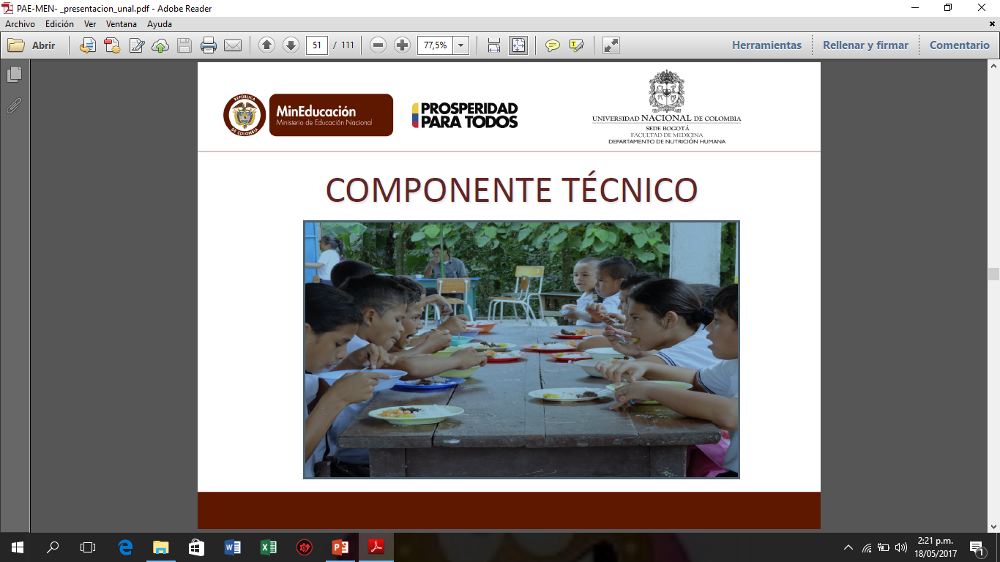 PAE-MEN- _presentacion_unal.pdf - Adobe Reader
Archivo Edición Ver Ventana Ayuda
Abrir 51 / 111 77,5% Herramientas Rellenar y firmar Comentario
REPÚBLICA DE COLOMBIA
MinEducación
Ministerio de Educación Nacional
PROSPERIDAD
PARA TODOS
UNIVERSIDAD NACIONAL DE COLOMBIA
SEDE BOGOTÁ
FACULTAD DE MEDICINA
DEPARTAMENTO DE NUTRICIÓN HUMANA
COMPONENTE TÉCNICO
2:21 p.m.
18/05/2017
1